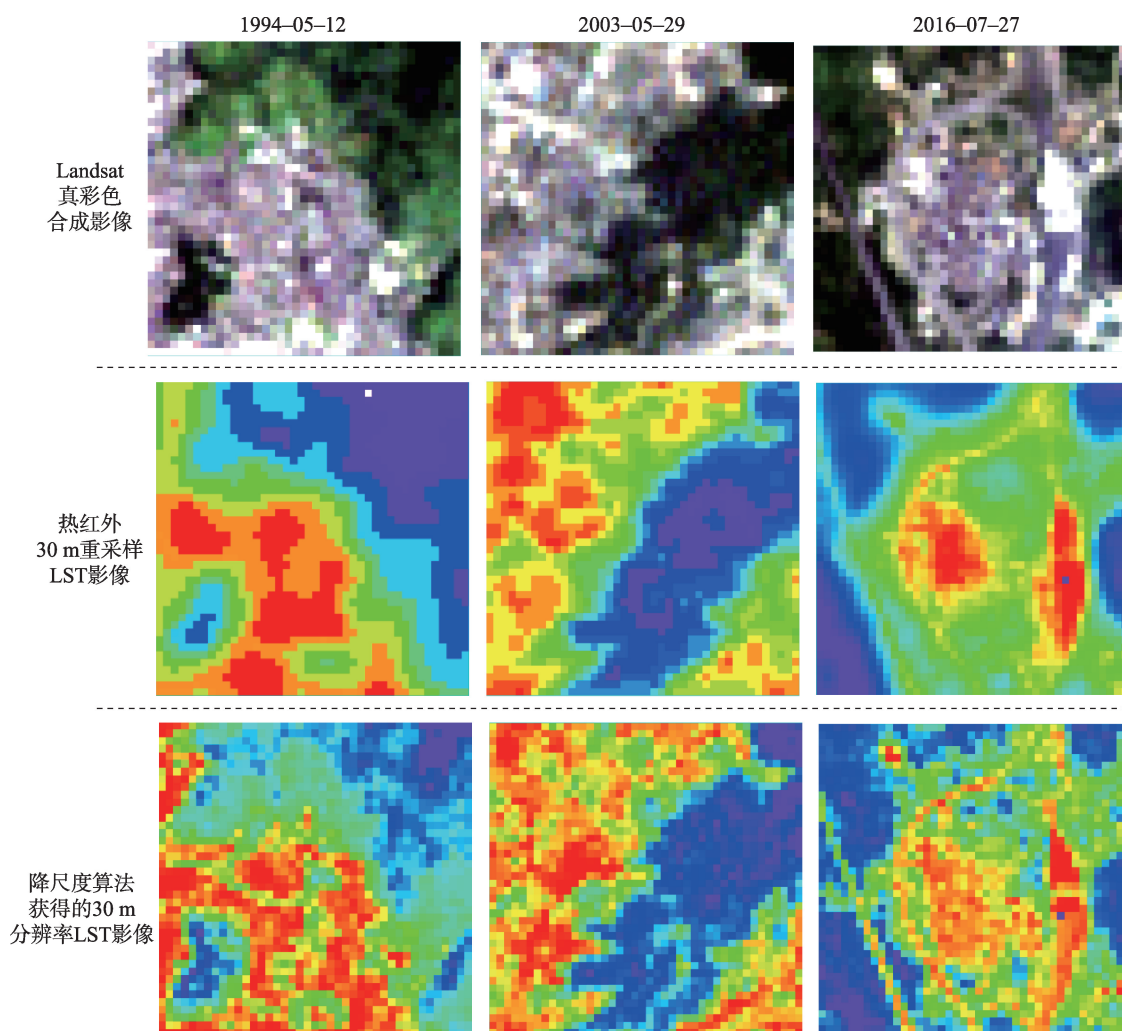 1994–05–12
2003–05–29
2016–07–27
Landsat
真彩色
合成影像
热红外
30 m重采样
LST影像
降尺度算法
获得的30 m
分辨率LST影像